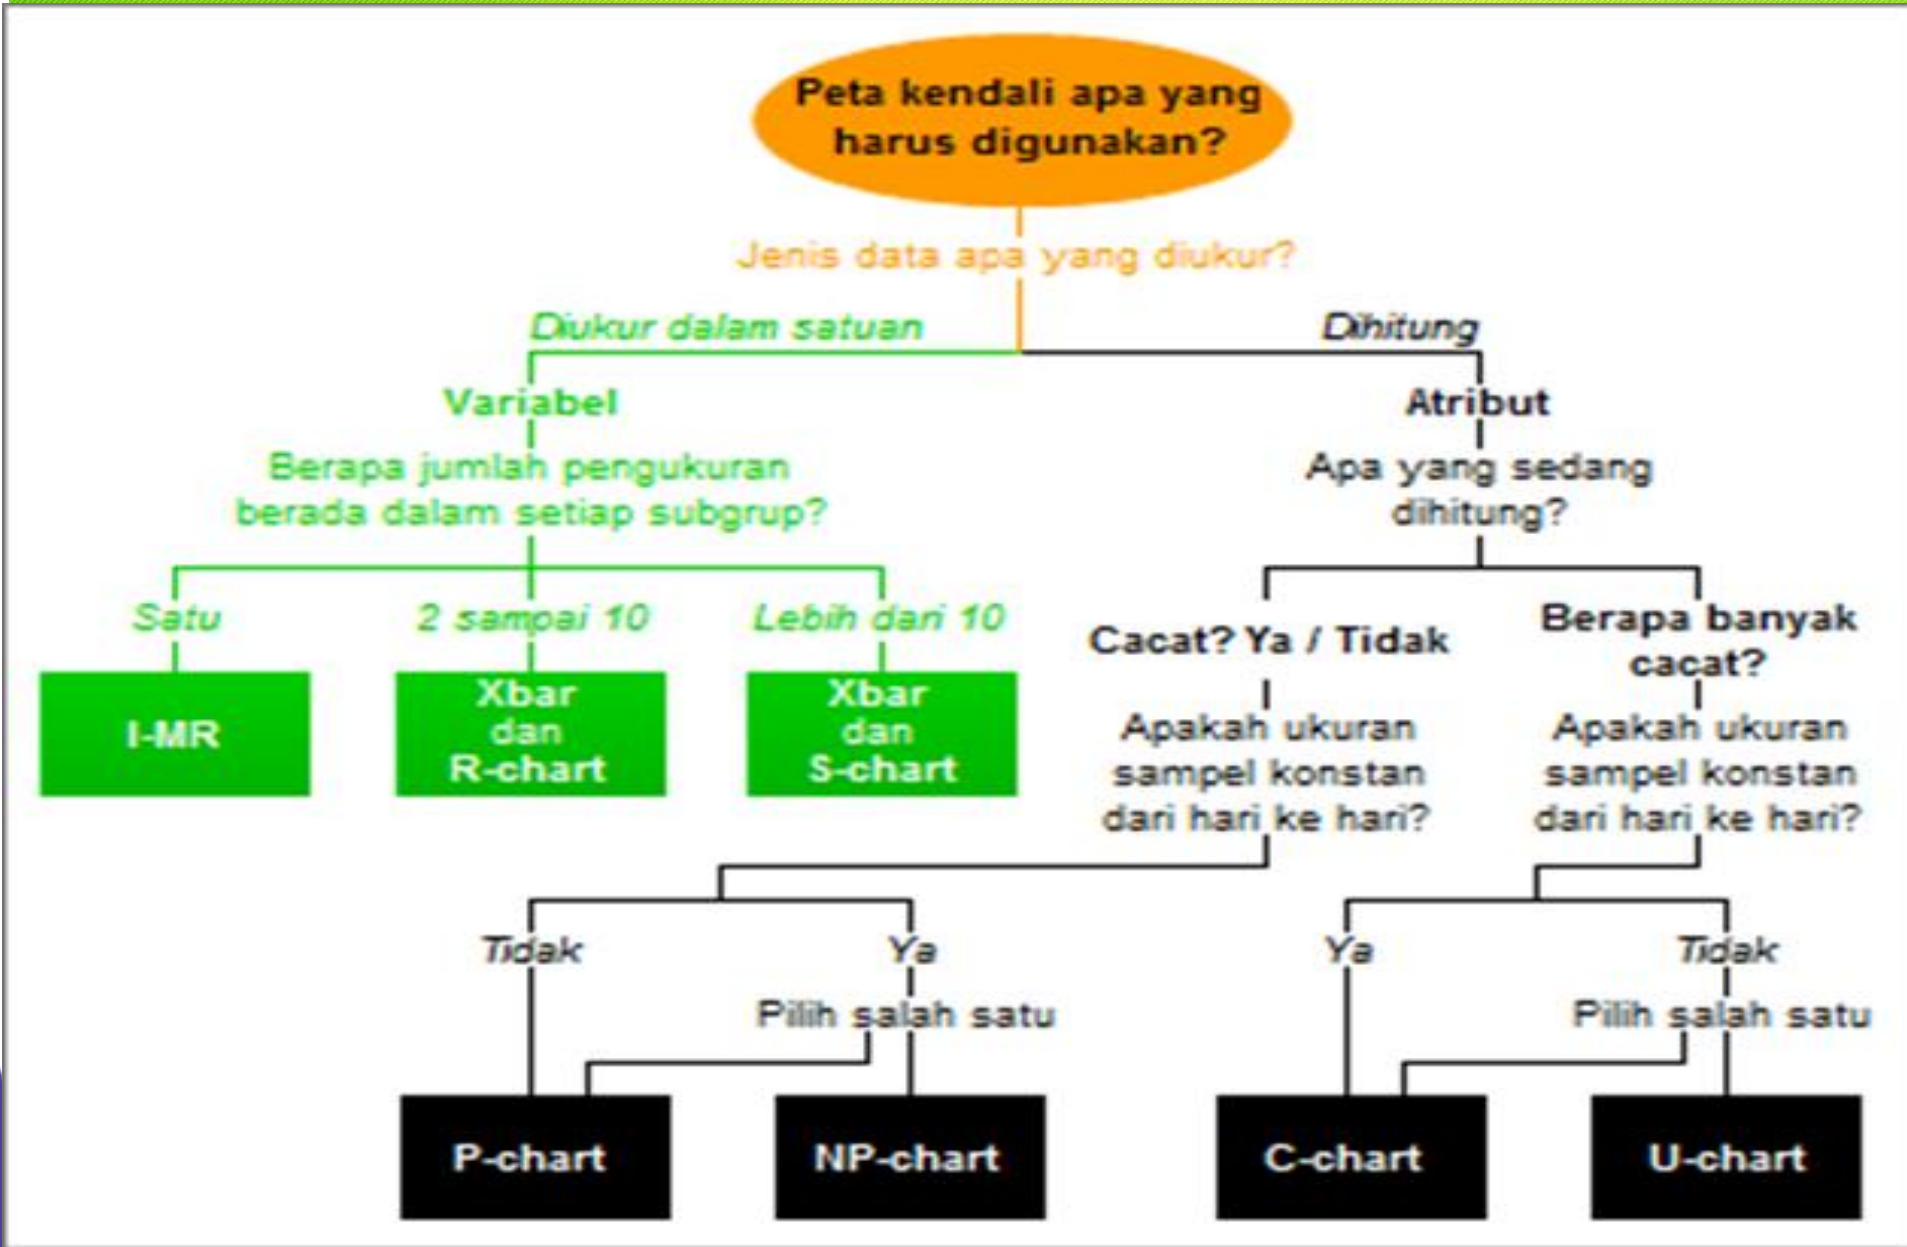 Peta kendali apa yang
harus digunakan?
Jenis data apa yang diukur?
Diukur dalam satuan
Dihitung
Variabel
Atribut
Berapa jumlah pengukuran
berada dalam setiap subgrup?
Apa yang sedang
dihitung?
Satu
2 sampai 10
Lebih dari 10
Cacat? Ya / Tidak
Berapa banyak
cacat?
I-MR
Xbar
dan
R-chart
Xbar
dan
S-chart
Apakah ukuran
sampel konstan
dari hari ke hari?
Apakah ukuran
sampel konstan
dari hari ke hari?
Tidak
Ya
Ya
Tidak
Pilih salah satu
Pilih salah satu
P-chart
NP-chart
C-chart
U-chart